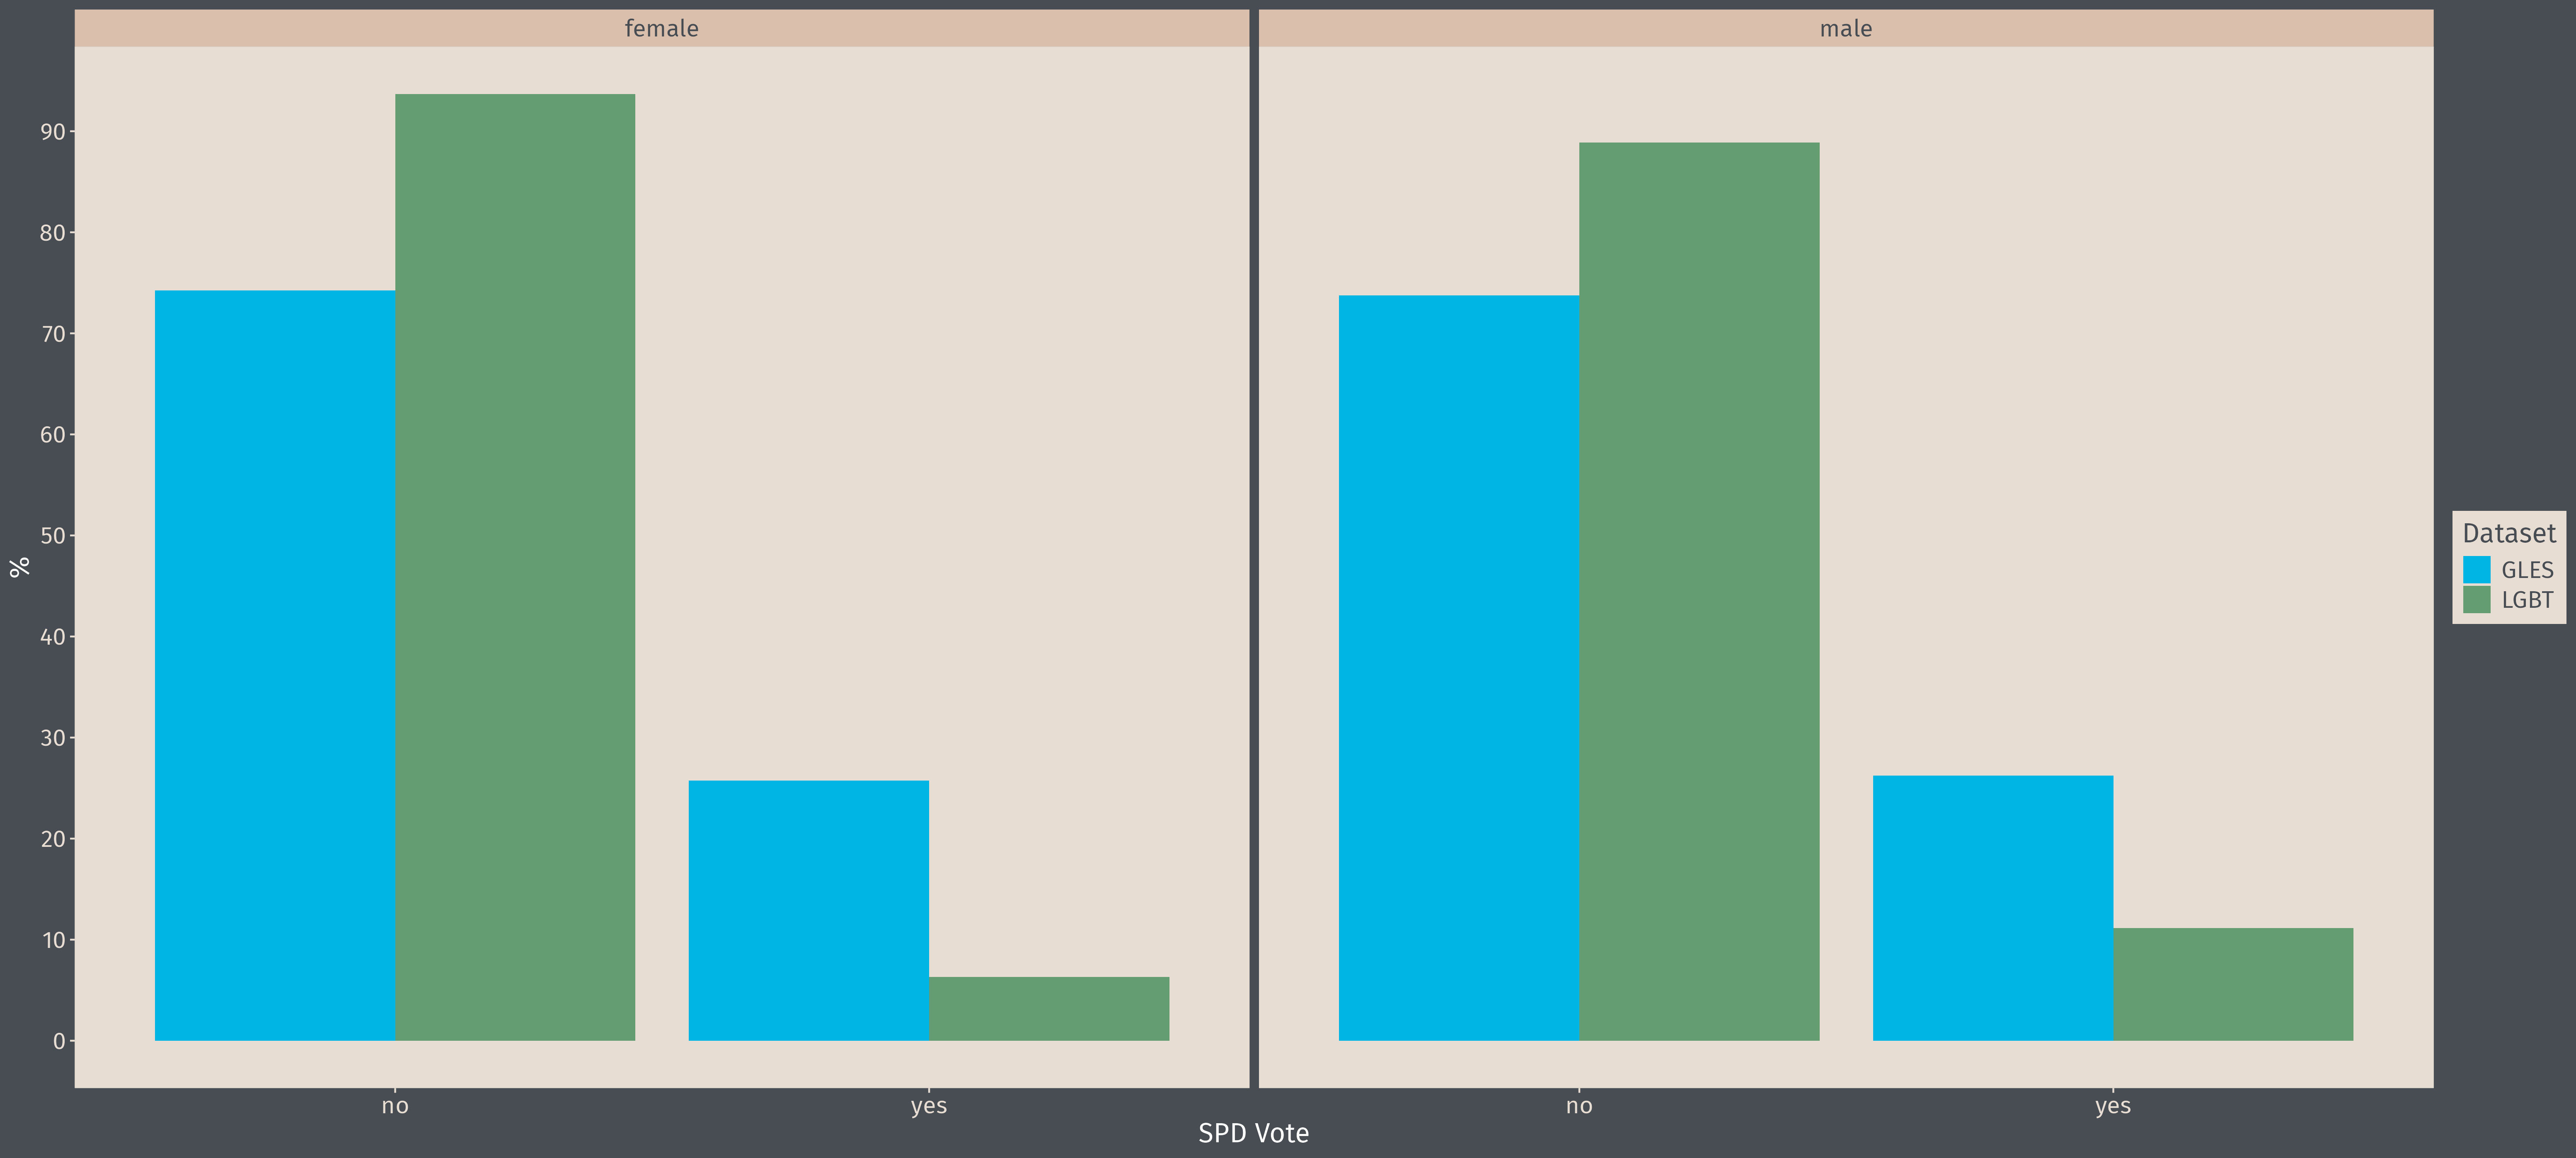 female
male
90
80
70
60
50
40
30
20
10
0
%
no
yes
no
yes
SPD Vote
Dataset
GLES
LGBT